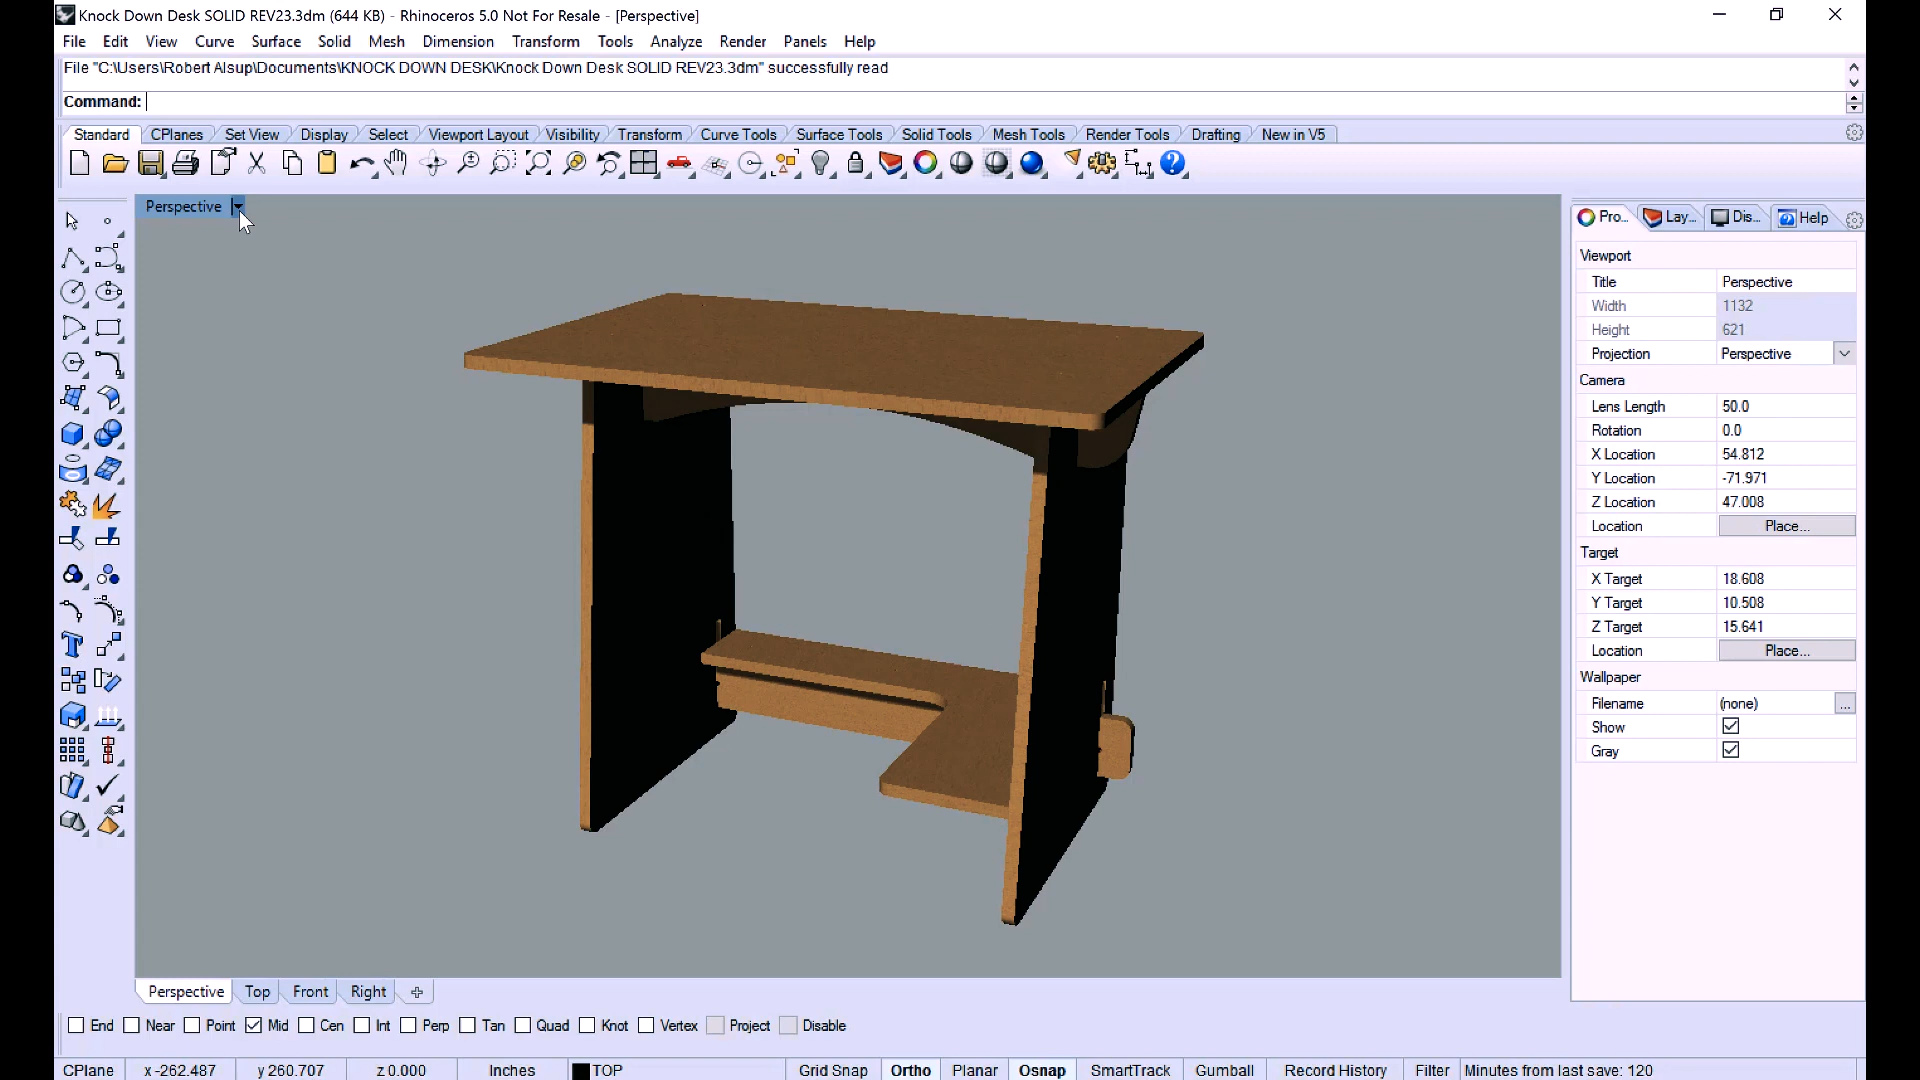 Knock Down Desk SOLID REV23.3dm (644 KB) - Rhinoceros 5.0 Not For Resale - [Perspective]
File Edit View Curve Surface Solid Mesh Dimension Transform Tools Analyze Render Panels Help
File "C:\Users\Robert Alsup\Documents\KNOCK DOWN DESK\Knock Down Desk SOLID REV23.3dm" successfully read
Command:
Standard CPlanes Set View Display Select Viewport Layout Visibility Transform Curve Tools Surface Tools Solid Tools Mesh Tools Render Tools Drafting New in V5
Perspective
Pro... Lay... Dis... Help
Viewport
Title Perspective
Width 1132
Height 621
Projection Perspective
Camera
Lens Length 50.0
Rotation 0.0
X Location 54.812
Y Location -71.971
Z Location 47.008
Location Place...
Target
X Target 18.608
Y Target 10.508
Z Target 15.641
Location Place...
Wallpaper
Filename (none) ...
Show
Gray
Perspective Top Front Right
End Near Point Mid Cen Int Perp Tan Quad Knot Vertex Project Disable
CPlane x -262.487 y 260.707 z 0.000 Inches TOP Grid Snap Ortho Planar Osnap SmartTrack Gumball Record History Filter Minutes from last save: 120